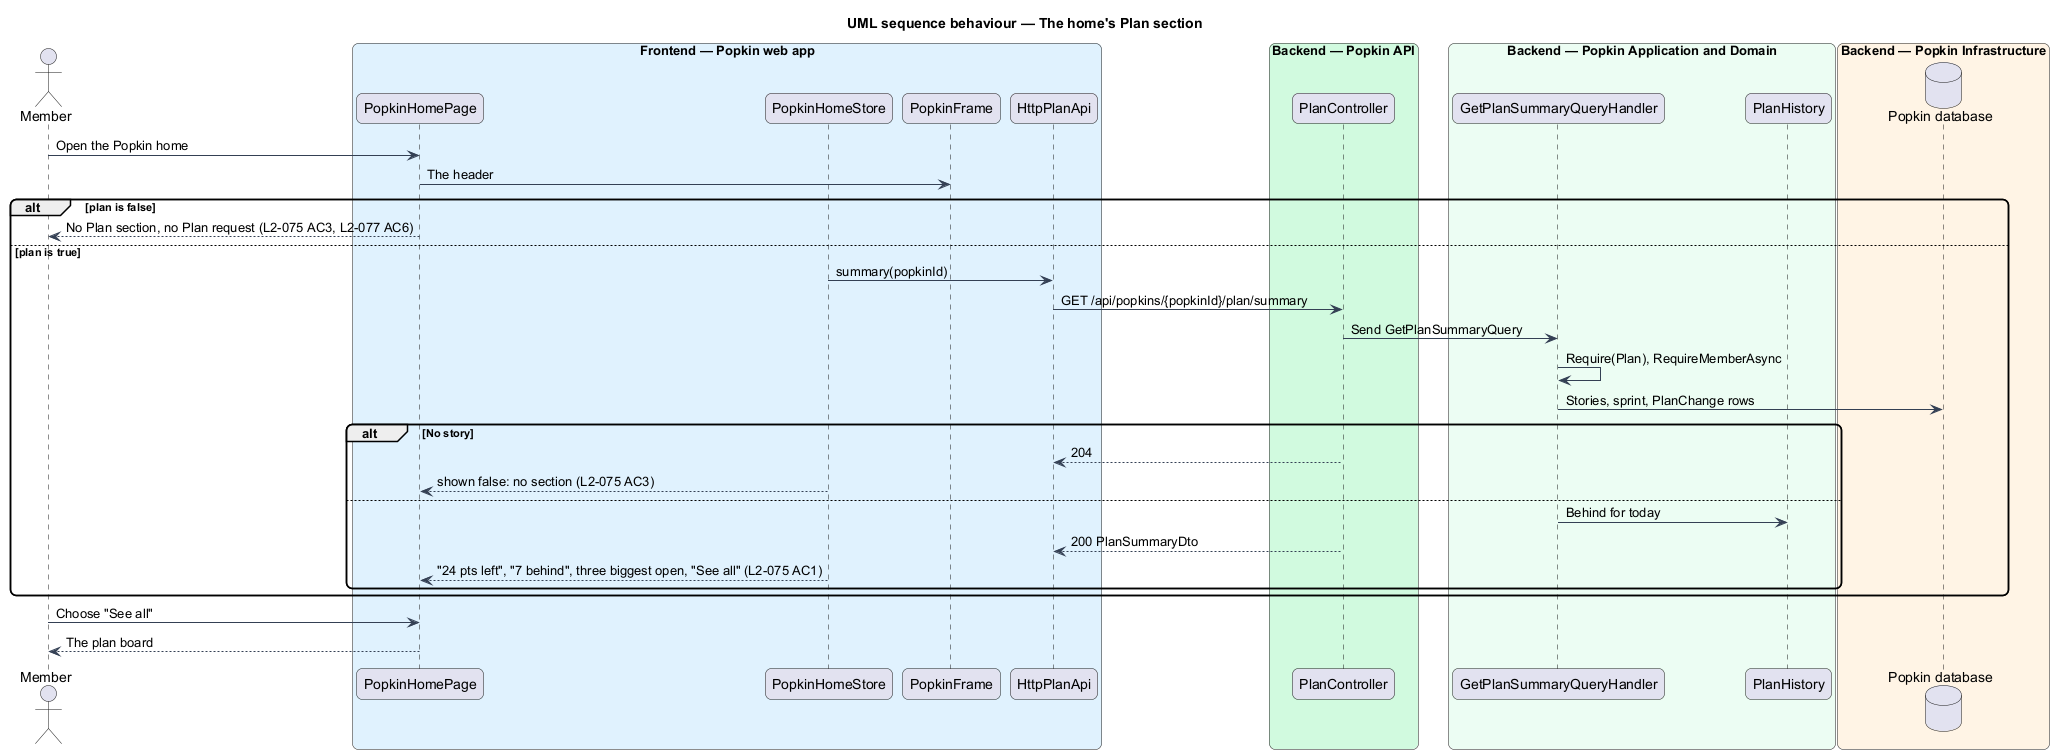 UML sequence behaviour — The home's Plan section
Frontend — Popkin web app
Backend — Popkin API
Backend — Popkin Application and Domain
Backend — Popkin Infrastructure
Member
PopkinHomePage
PopkinHomeStore
PopkinFrame
HttpPlanApi
PlanController
GetPlanSummaryQueryHandler
PlanHistory
Popkin database
Open the Popkin home
The header
alt [plan is false]
No Plan section, no Plan request (L2-075 AC3, L2-077 AC6)
[plan is true]
summary(popkinId)
GET /api/popkins/{popkinId}/plan/summary
Send GetPlanSummaryQuery
Require(Plan), RequireMemberAsync
Stories, sprint, PlanChange rows
alt [No story]
204
shown false: no section (L2-075 AC3)
Behind for today
200 PlanSummaryDto
"24 pts left", "7 behind", three biggest open, "See all" (L2-075 AC1)
Choose "See all"
The plan board
Member
PopkinHomePage
PopkinHomeStore
PopkinFrame
HttpPlanApi
PlanController
GetPlanSummaryQueryHandler
PlanHistory
Popkin database